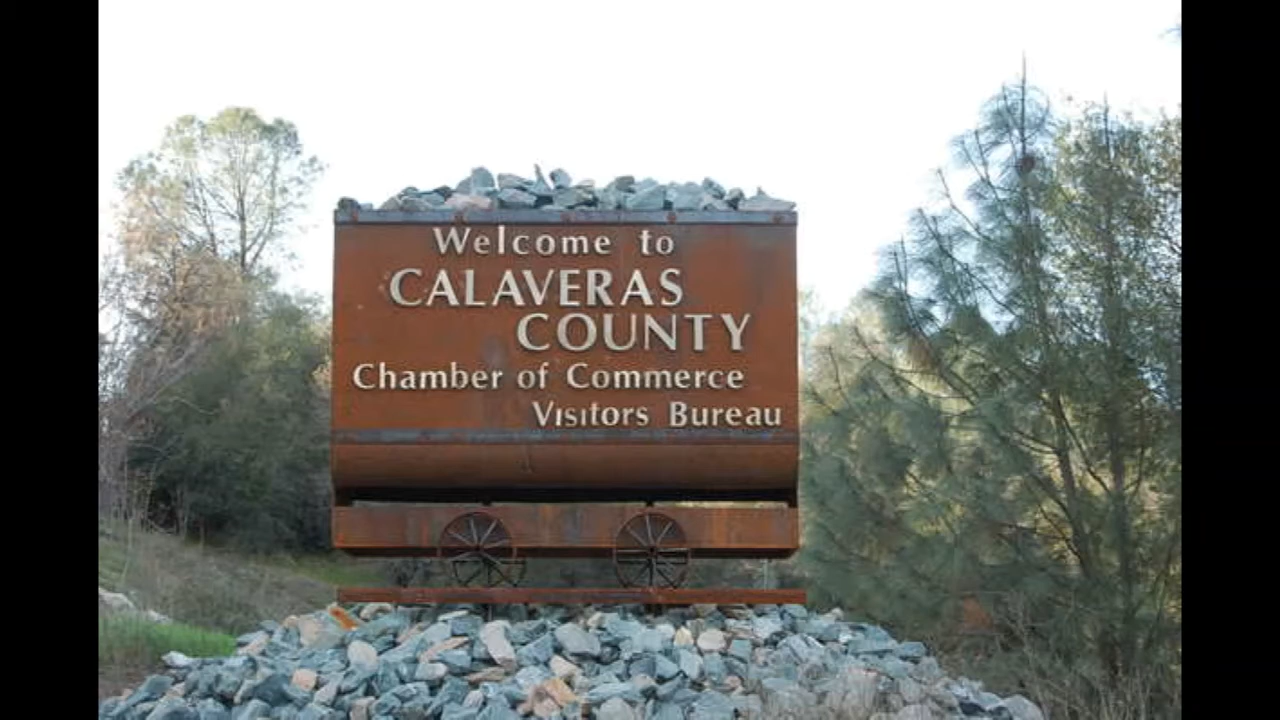 Welcome to
CALAVERAS
COUNTY
Chamber of Commerce
Visitors Bureau